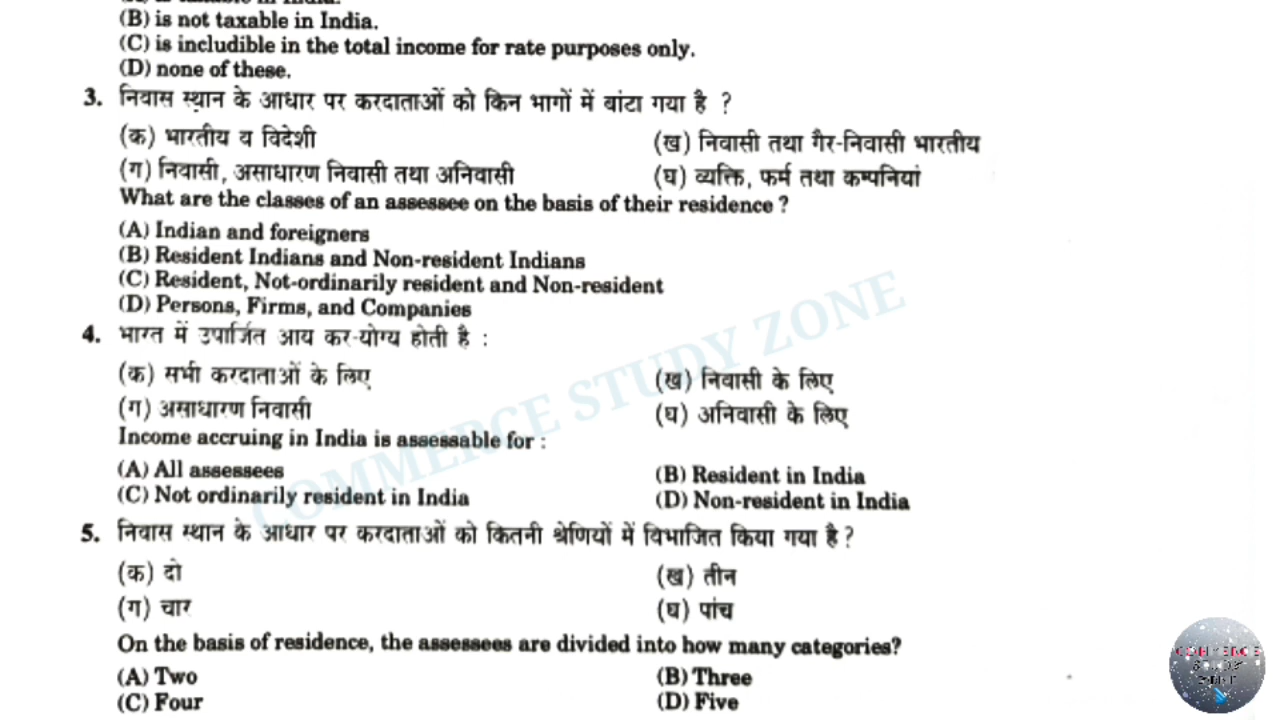 (B) is not taxable in India.
(C) is includible in the total income for rate purposes only.
(D) none of these.
3. निवास स्थान के आधार पर करदाताओं को किन भागों में बांटा गया है ?
(क) भारतीय व विदेशी (ख) निवासी तथा गैर-निवासी भारतीय
(ग) निवासी, असाधारण निवासी तथा अनिवासी (घ) व्यक्ति, फर्म तथा कम्पनियां
What are the classes of an assessee on the basis of their residence ?
(A) Indian and foreigners
(B) Resident Indians and Non-resident Indians
(C) Resident, Not-ordinarily resident and Non-resident
(D) Persons, Firms, and Companies
4. भारत में उपार्जित आय कर-योग्य होती है :
(क) सभी करदाताओं के लिए (ख) निवासी के लिए
(ग) असाधारण निवासी (घ) अनिवासी के लिए
Income accruing in India is assessable for :
(A) All assessees (B) Resident in India
(C) Not ordinarily resident in India (D) Non-resident in India
5. निवास स्थान के आधार पर करदाताओं को कितनी श्रेणियों में विभाजित किया गया है ?
(क) दो (ख) तीन
(ग) चार (घ) पांच
On the basis of residence, the assessees are divided into how many categories?
(A) Two (B) Three
(C) Four (D) Five
COMMERCE STUDY ZONE
COMMERCE
STUDY